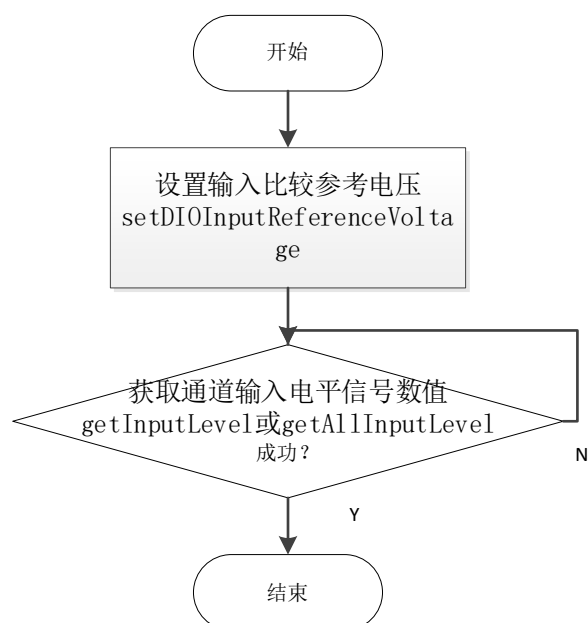 开始
设置输入比较参考电压
setDIOInputReferenceVolta
ge
获取通道输入电平信号数值
getInputLevel或getAllInputLevel
成功?
N
Y
结束